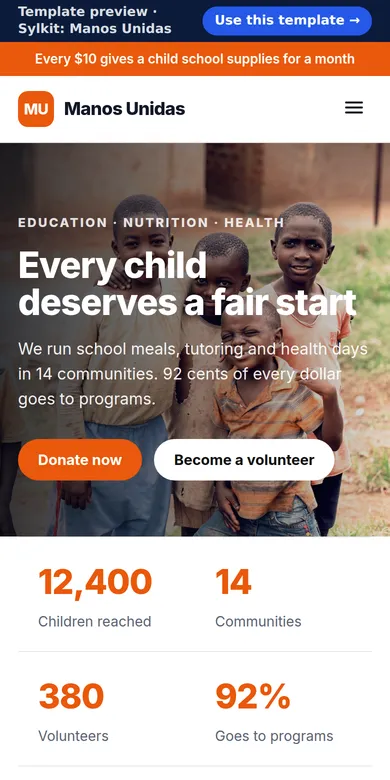 Template preview ·
Sylkit: Manos Unidas
Use this template →
Every $10 gives a child school supplies for a month
MU
Manos Unidas
EDUCATION · NUTRITION · HEALTH
Every child
deserves a fair start
We run school meals, tutoring and health days
in 14 communities. 92 cents of every dollar
goes to programs.
Donate now
Become a volunteer
12,400
14
Children reached
Communities
380
92%
Volunteers
Goes to programs